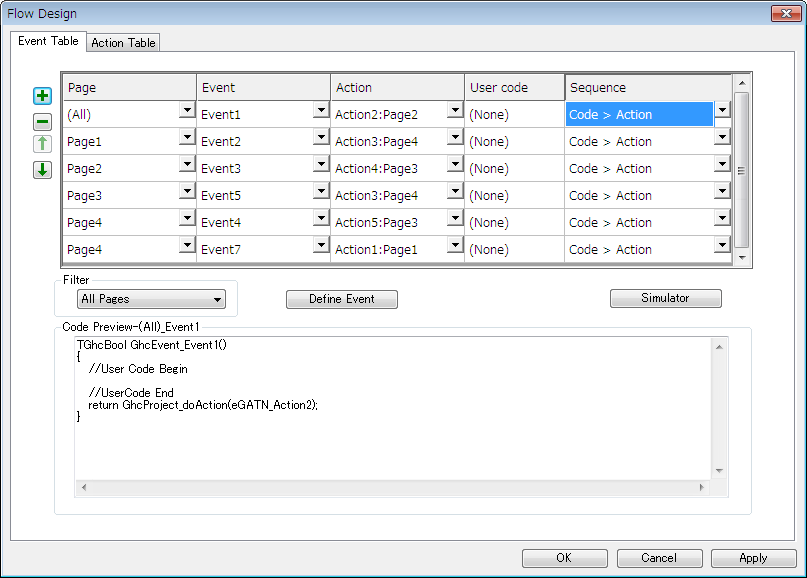 Flow Design
Event Table Action Table
Page Event Action User code Sequence
(All) Event1 Action2:Page2 (None) Code > Action
Page1 Event2 Action3:Page4 (None) Code > Action
Page2 Event3 Action4:Page3 (None) Code > Action
Page3 Event5 Action3:Page4 (None) Code > Action
Page4 Event4 Action5:Page3 (None) Code > Action
Page4 Event7 Action1:Page1 (None) Code > Action
Filter
All Pages Define Event Simulator
Code Preview-(All)_Event1
TGhcBool GhcEvent_Event1()
{
//User Code Begin
//UserCode End
return GhcProject_doAction(eGATN_Action2);
}
OK Cancel Apply